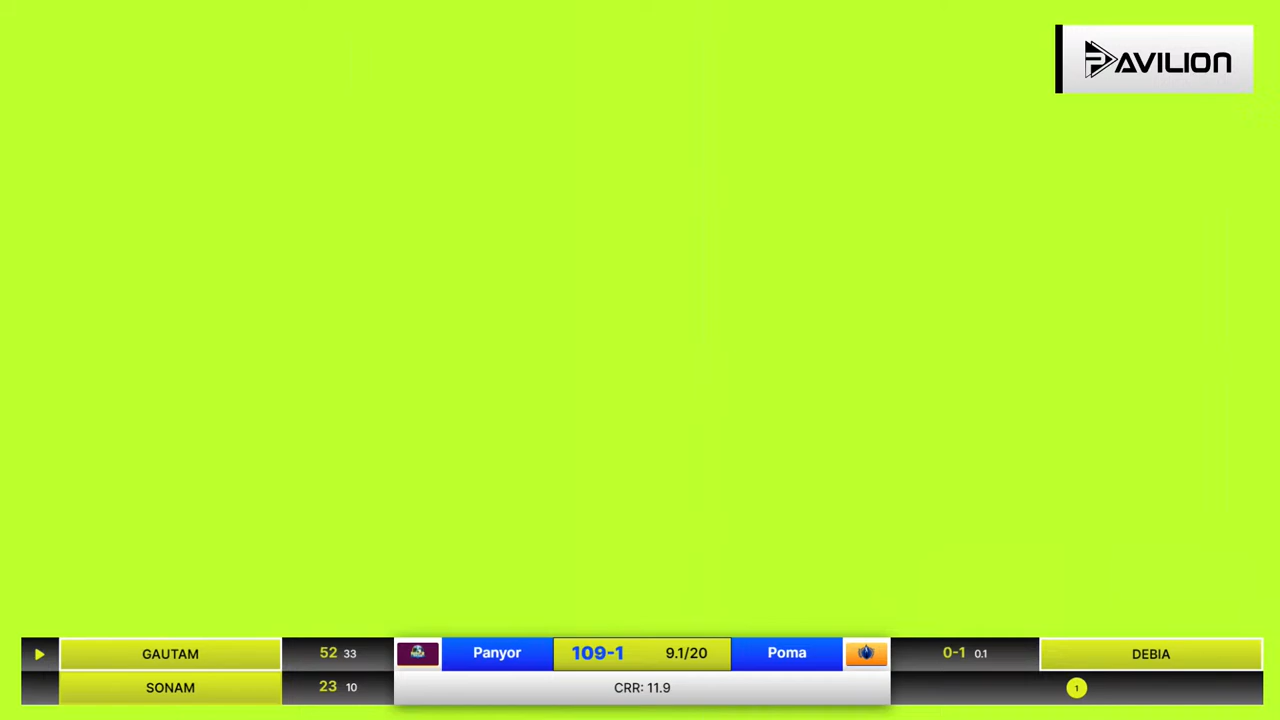 PAVILION
GAUTAM 52 33 Panyor 109-1 9.1/20 Poma 0-1 0.1 DEBIA
SONAM 23 10 CRR: 11.9 1